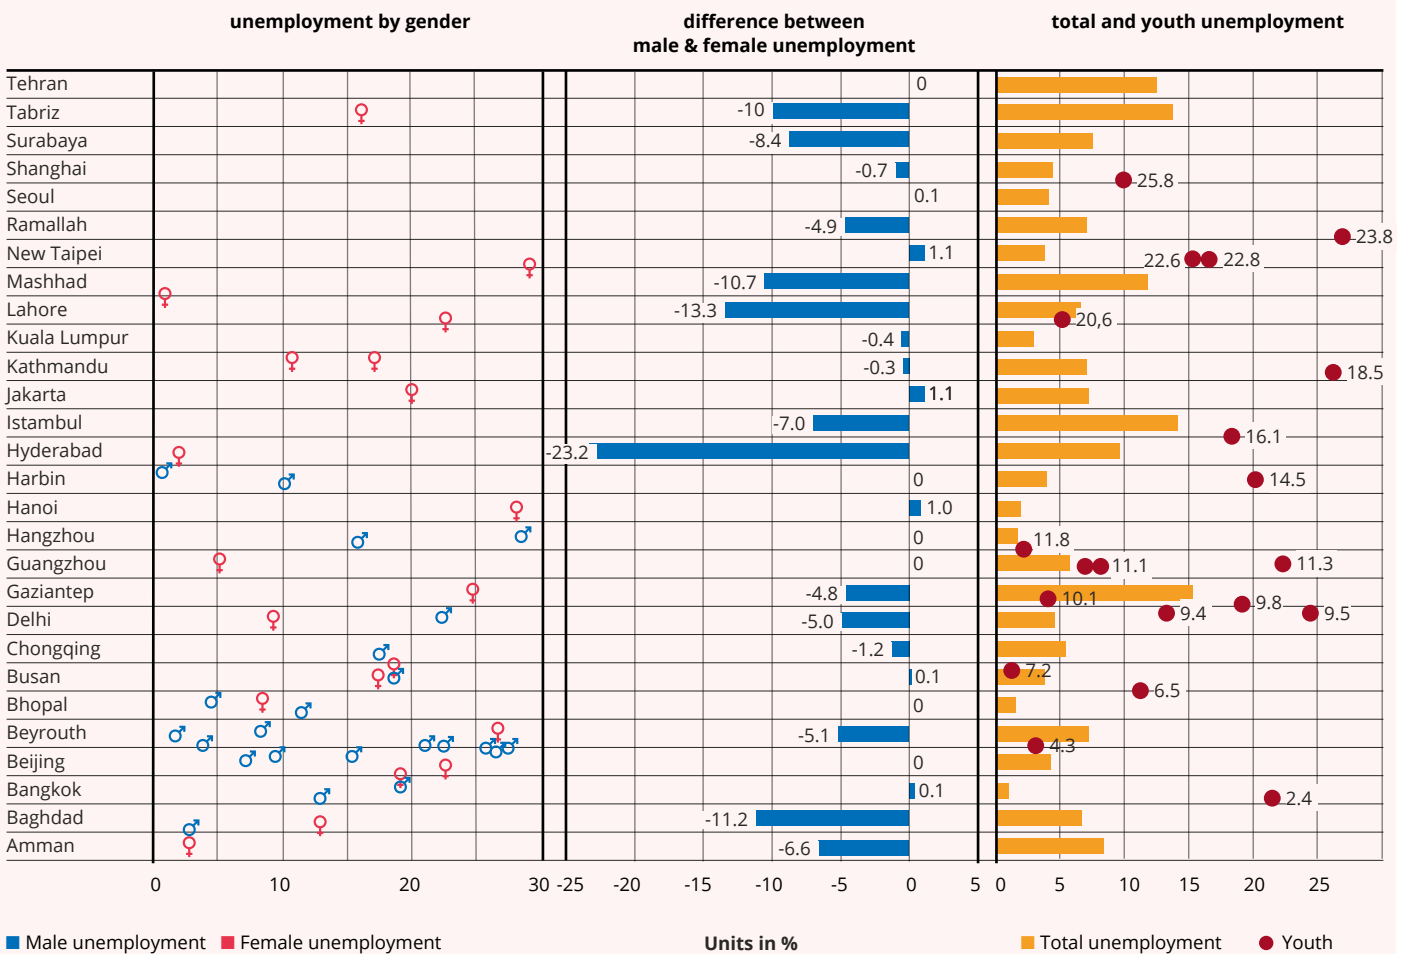 unemployment by gender
difference between
male & female unemployment
total and youth unemployment
Tehran 0
Tabriz -10
Surabaya -8.4
Shanghai -0.7
25.8
Seoul 0.1
Ramallah -4.9
23.8
New Taipei 1.1
22.6 22.8
Mashhad -10.7
Lahore -13.3
20,6
Kuala Lumpur -0.4
Kathmandu -0.3
18.5
Jakarta 1.1
Istambul -7.0
16.1
Hyderabad -23.2
Harbin 0 14.5
Hanoi 1.0
Hangzhou 0 11.8
Guangzhou 0 11.1 11.3
Gaziantep -4.8 10.1
9.8
Delhi -5.0 9.4 9.5
Chongqing -1.2
Busan 0.1 7.2
6.5
Bhopal 0
Beyrouth -5.1
4.3
Beijing 0
Bangkok 0.1 2.4
Baghdad -11.2
Amman -6.6
0 10 20 30 -25 -20 -15 -10 -5 0 5 0 5 10 15 20 25
Male unemployment Female unemployment Units in % Total unemployment Youth